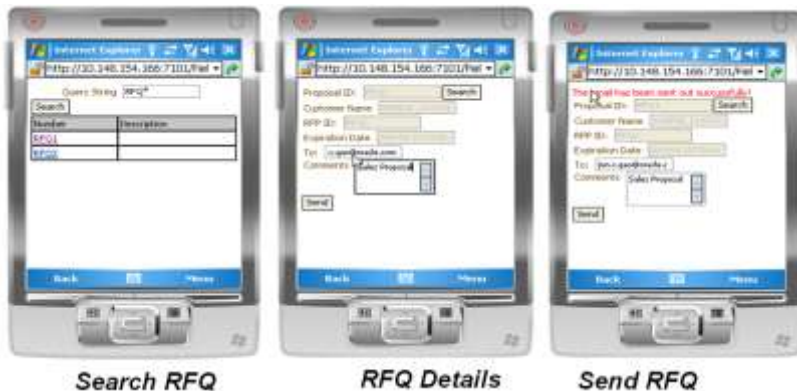 Internet Explorer
http://10.148.154.166:7101/
Query String RFQ*
Search
Number Description
RFQ1
RFQ2
Back Menu
Search RFQ
Internet Explorer
http://10.148.154.166:7101/
Proposal ID: Search
Customer Name
RFP ID:
Expiration Date
To:
Comments Sales Proposal
Send
Back Menu
RFQ Details
Internet Explorer
http://10.148.154.166:7101/
The email has been sent out successfully!
Proposal ID: Search
Customer Name
RFP ID:
Expiration Date
To:
Comments Sales Proposal
Send
Back Menu
Send RFQ